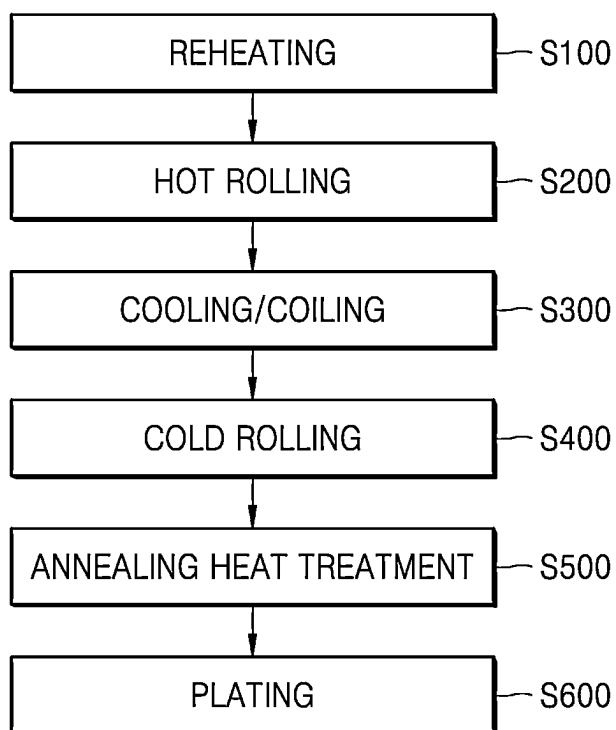 REHEATING S100
HOT ROLLING S200
COOLING/COILING S300
COLD ROLLING S400
ANNEALING HEAT TREATMENT S500
PLATING S600